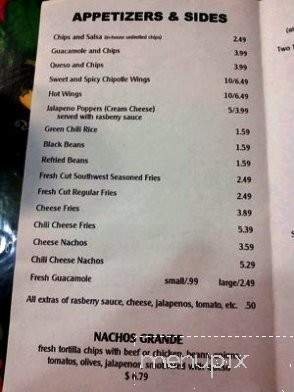 APPETIZERS & SIDES
Chips and Salsa (in-house unlimited chips) 2.49
Guacamole and Chips 3.99
Queso and Chips 3.99
Sweet and Spicy Chipotle Wings 10/6.49
Hot Wings 10/6.49
Jalapeno Poppers (Cream Cheese) 5/3.99
served with rasberry sauce
Green Chili Rice 1.59
Black Beans 1.59
Refried Beans 1.59
Fresh Cut Southwest Seasoned Fries 2.49
Fresh Cut Regular Fries 2.49
Cheese Fries 3.89
Chili Cheese Fries 5.39
Cheese Nachos 3.59
Chili Cheese Nachos 5.29
Fresh Guacamole small/.99 large/2.49
All extras of rasberry sauce, cheese, jalapenos, tomato, etc. .50
NACHOS GRANDE
fresh tortilla chips with beef or chicken,
tomatoes, olives, jalapenos,
menupix